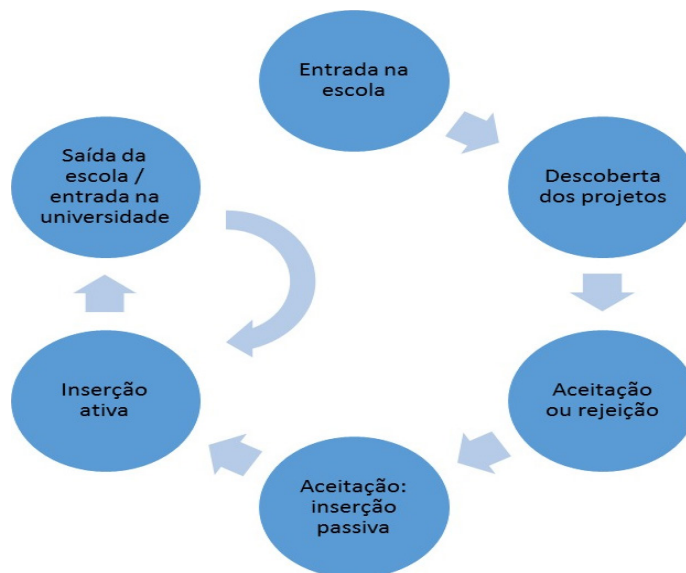 Entrada na
escola
Descoberta
dos projetos
Aceitação
ou rejeição
Aceitação:
inserção
passiva
Inserção
ativa
Saída da
escola /
entrada na
universidade